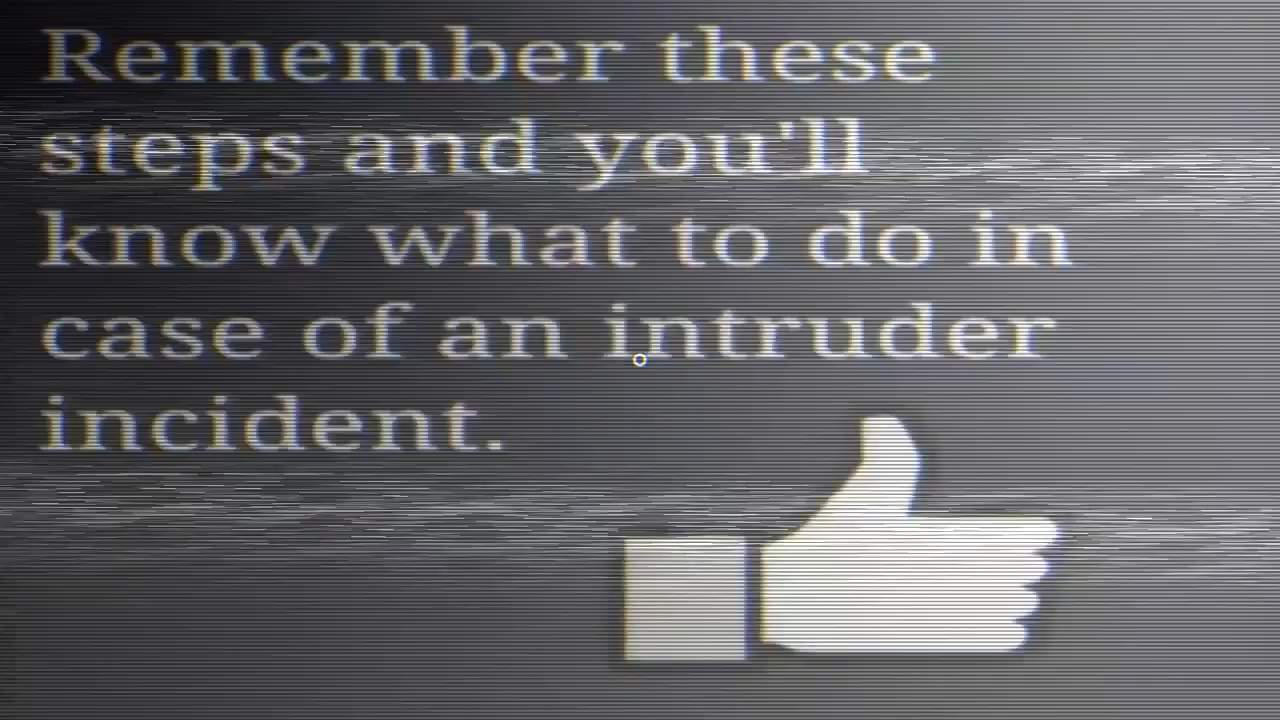 Remember these
steps and you'll
know what to do in
case of an intruder
incident.